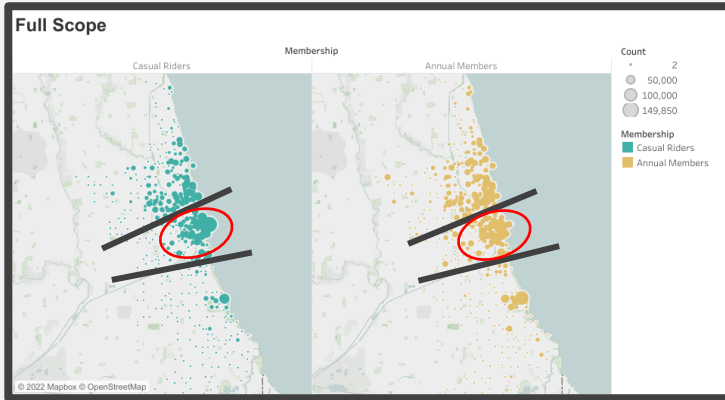 Full Scope
Membership
Casual Riders
Annual Members
Count
2
50,000
100,000
149,850
Membership
Casual Riders
Annual Members
© 2022 Mapbox © OpenStreetMap